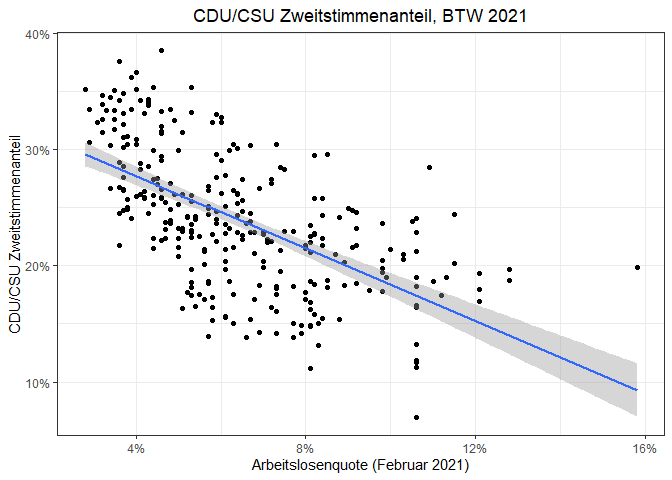 CDU/CSU Zweitstimmenanteil, BTW 2021
CDU/CSU Zweitstimmenanteil
40%
30%
20%
10%
4%
8%
12%
16%
Arbeitslosenquote (Februar 2021)